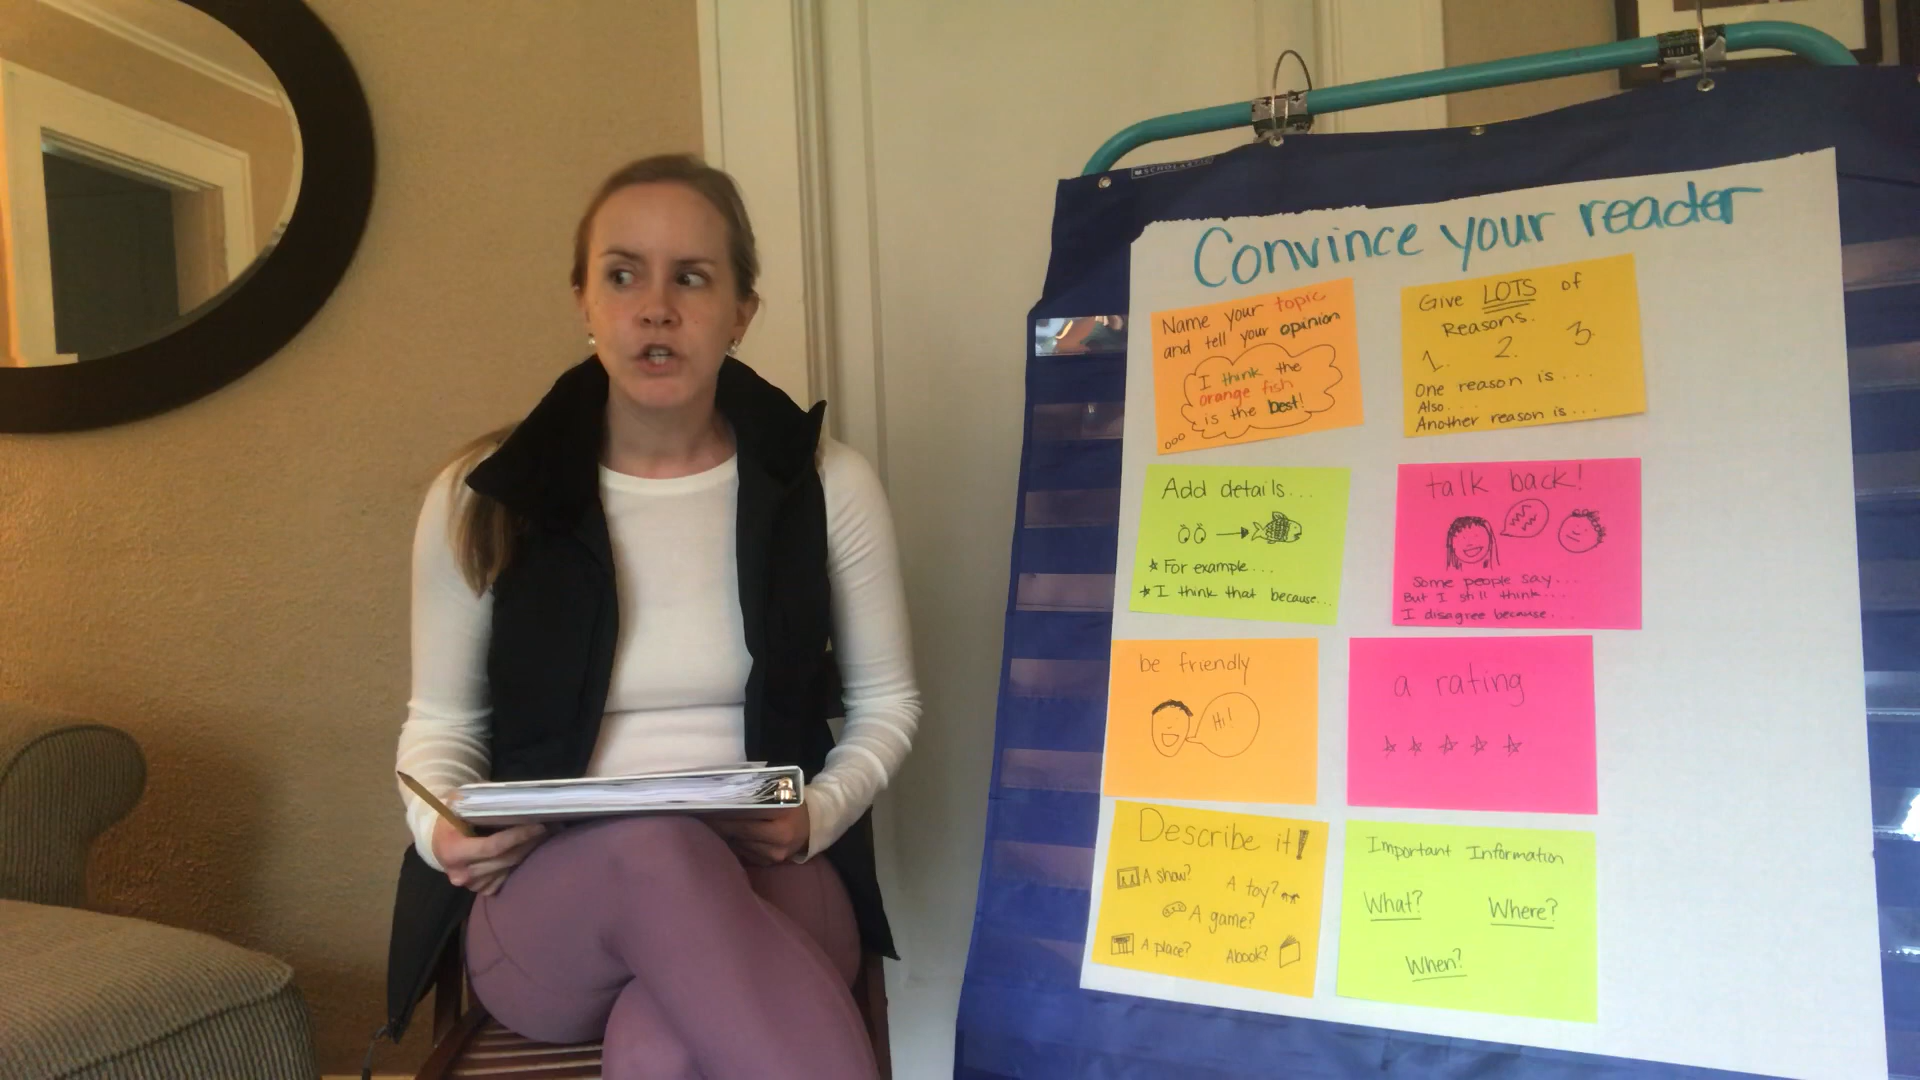 SCHOLASTIC
Convince your reader
Name your topic
and tell your opinion
I think the
orange fish
is the best!
Give LOTS of
Reasons.
1. 2. 3.
One reason is...
Also...
Another reason is...
Add details...
For example...
I think that because...
talk back!
Some people say...
But I still think...
I disagree because...
be friendly
Hi!
a rating
Describe it!
A show?
A toy?
A game?
A place?
A book?
Important Information
What?
Where?
When?